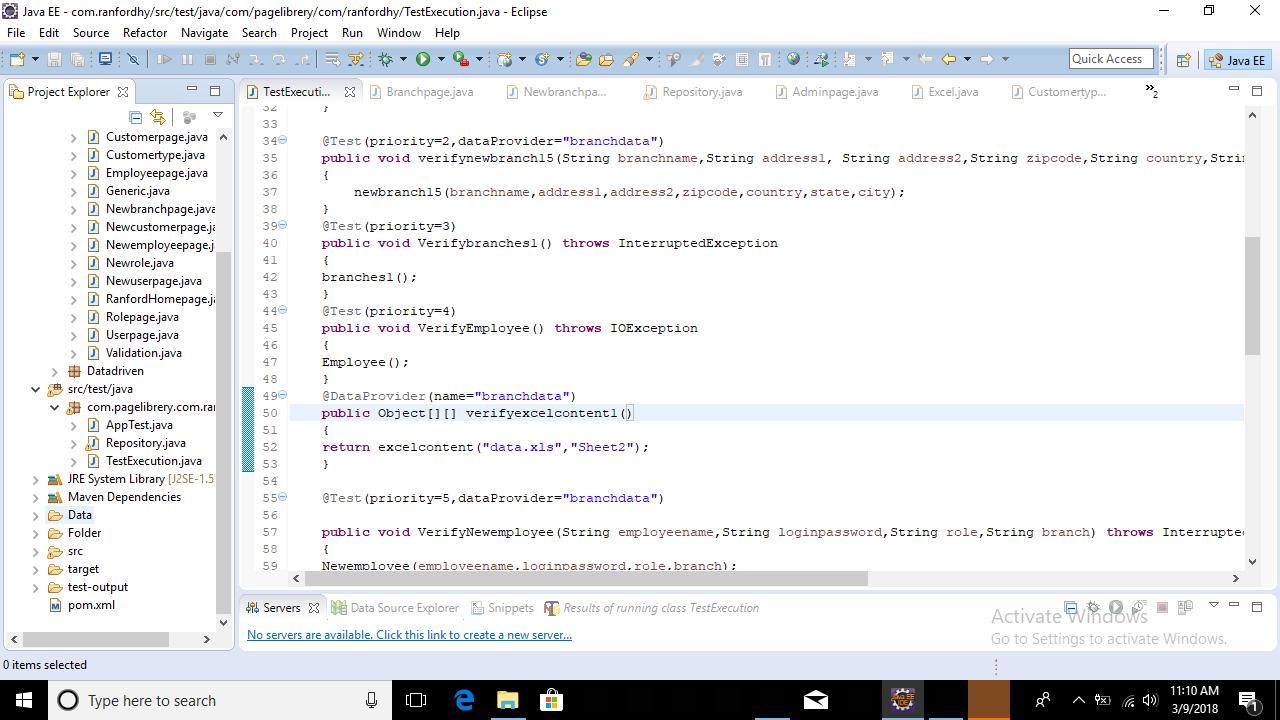 Java EE - com.ranfordhy/src/test/java/com/pagelibrery/com/ranfordhy/TestExecution.java - Eclipse
File Edit Source Refactor Navigate Search Project Run Window Help
Quick Access
Java EE
Project Explorer
Customerpage.java
Customertype.java
Employeepage.java
Generic.java
Newbranchpage.java
Newcustomerpage.ja
Newemployeepage.j
Newrole.java
Newuserpage.java
RanfordHomepage.ja
Rolepage.java
Userpage.java
Validation.java
Datadriven
src/test/java
com.pagelibrery.com.rai
AppTest.java
Repository.java
TestExecution.java
JRE System Library [J2SE-1.5
Maven Dependencies
Data
Folder
src
target
test-output
pom.xml
0 items selected
TestExecuti... Branchpage.java Newbranchpa... Repository.java Adminpage.java Excel.java Customertyp... »2
32 }
33
34 @Test(priority=2,dataProvider="branchdata")
35 public void verifynewbranch15(String branchname,String address1, String address2,String zipcode,String country,Stri
36 {
37 newbranch15(branchname,address1,address2,zipcode,country,state,city);
38 }
39 @Test(priority=3)
40 public void Verifybranches1() throws InterruptedException
41 {
42 branches1();
43 }
44 @Test(priority=4)
45 public void VerifyEmployee() throws IOException
46 {
47 Employee();
48 }
49 @DataProvider(name="branchdata")
50 public Object[][] verifyexcelcontent1()
51 {
52 return excelcontent("data.xls","Sheet2");
53 }
54
55 @Test(priority=5,dataProvider="branchdata")
56
57 public void VerifyNewemployee(String employeename,String loginpassword,String role,String branch) throws Interrupte
58 {
59 Newemployee(employeename,loginpassword,role,branch);
Servers Data Source Explorer Snippets Results of running class TestExecution
No servers are available. Click this link to create a new server...
Activate Windows
Go to Settings to activate Windows.
Type here to search
Java EE
IDE
11:10 AM
3/9/2018
1